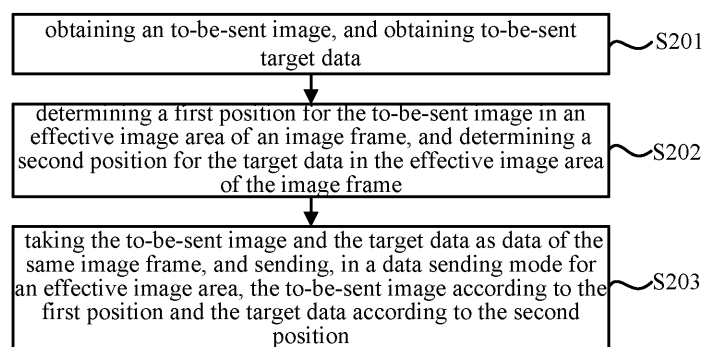 obtaining an to-be-sent image, and obtaining to-be-sent
target data
S201
determining a first position for the to-be-sent image in an
effective image area of an image frame, and determining a
second position for the target data in the effective image area
of the image frame
S202
taking the to-be-sent image and the target data as data of the
same image frame, and sending, in a data sending mode for
an effective image area, the to-be-sent image according to the
first position and the target data according to the second
position
S203